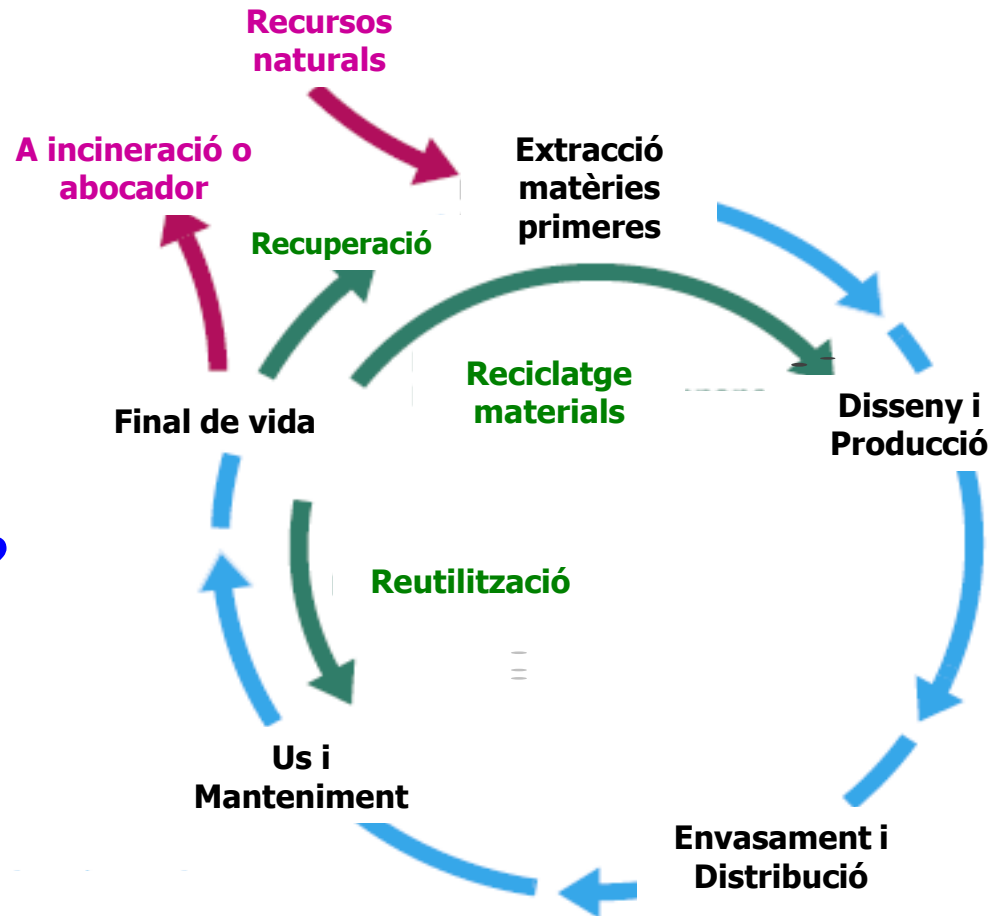 Recursos
naturals
A incineració o
abocador
Extracció
matèries
primeres
Recuperació
Reciclatge
materials
Disseny i
Producció
Final de vida
Reutilització
Us i
Manteniment
Envasament i
Distribució